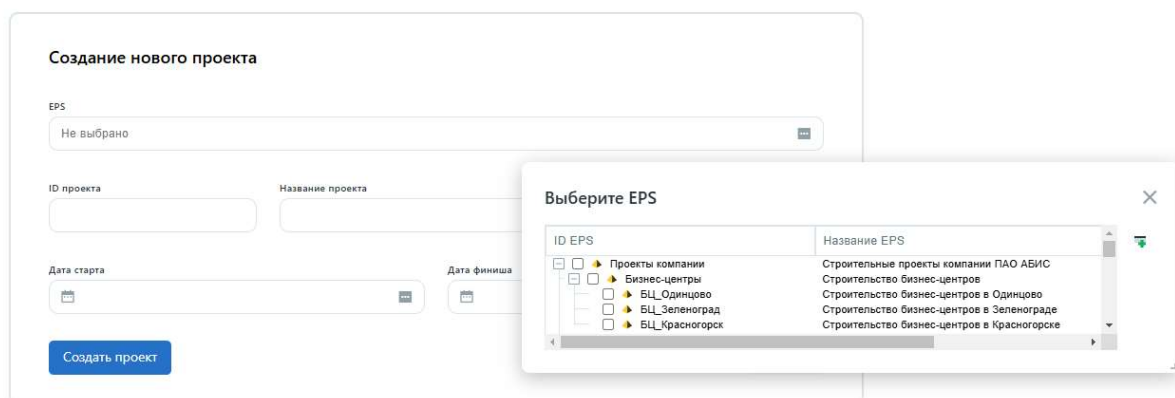 Создание нового проекта
EPS
Не выбрано
ID проекта
Название проекта
Дата старта
Дата финиша
Создать проект
Выберите EPS
ID EPS Название EPS
Проекты компании Строительные проекты компании ПАО АБИС
Бизнес-центры Строительство бизнес-центров
БЦ_Одинцово Строительство бизнес-центров в Одинцово
БЦ_Зеленоград Строительство бизнес-центров в Зеленограде
БЦ_Красногорск Строительство бизнес-центров в Красногорске